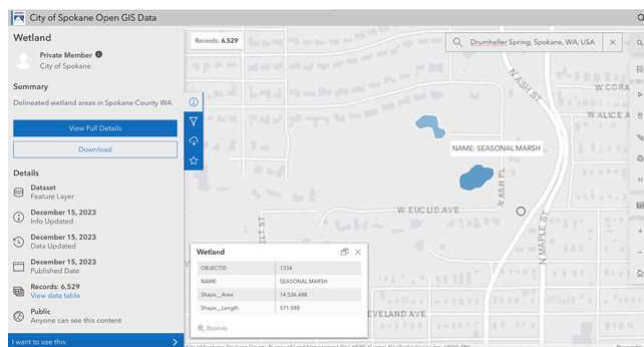 City of Spokane Open GIS Data
Wetland
Private Member
City of Spokane
Summary
Delineated wetland areas in Spokane County WA
View Full Details
Download
Details
Dataset
Feature Layer
December 15, 2023
Info Updated
December 15, 2023
Data Updated
December 15, 2023
Published Date
Records: 6,529
View data table
Public
Anyone can see this content
I want to use this
Records: 6,529
Drumheller Spring, Spokane, WA, USA
N ASH ST
W CORA
W ALICE A
NAME: SEASONAL MARSH
N ASH PL
W EUCLID AVE
N MAPLE ST
ELT ST
EVELAND AVE
Wetland
OBJECTID 1334
NAME SEASONAL MARSH
Shape__Area 14,536.688
Shape__Length 571.588
Zoom to